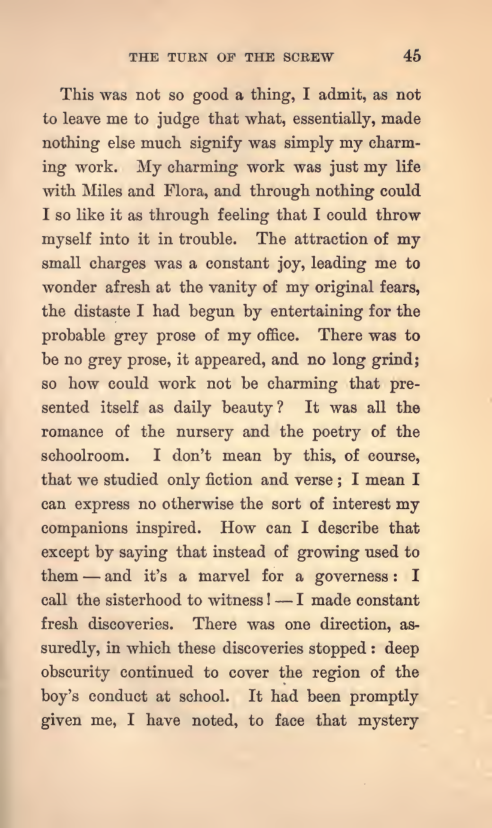 THE TURN OF THE SCREW 45
This was not so good a thing, I admit, as not
to leave me to judge that what, essentially, made
nothing else much signify was simply my charm-
ing work. My charming work was just my life
with Miles and Flora, and through nothing could
I so like it as through feeling that I could throw
myself into it in trouble. The attraction of my
small charges was a constant joy, leading me to
wonder afresh at the vanity of my original fears,
the distaste I had begun by entertaining for the
probable grey prose of my office. There was to
be no grey prose, it appeared, and no long grind;
so how could work not be charming that pre-
sented itself as daily beauty? It was all the
romance of the nursery and the poetry of the
schoolroom. I don't mean by this, of course,
that we studied only fiction and verse; I mean I
can express no otherwise the sort of interest my
companions inspired. How can I describe that
except by saying that instead of growing used to
them — and it's a marvel for a governess: I
call the sisterhood to witness! — I made constant
fresh discoveries. There was one direction, as-
suredly, in which these discoveries stopped: deep
obscurity continued to cover the region of the
boy's conduct at school. It had been promptly
given me, I have noted, to face that mystery